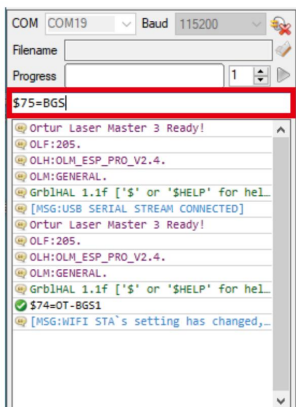 COM COM19 Baud 115200
Filename
Progress 1
$75=BGS
Ortur Laser Master 3 Ready!
OLF:205.
OLH:OLM_ESP_PRO_V2.4.
OLM:GENERAL.
GrblHAL 1.1f ['$' or '$HELP' for hel…
[MSG:USB SERIAL STREAM CONNECTED]
Ortur Laser Master 3 Ready!
OLF:205.
OLH:OLM_ESP_PRO_V2.4.
OLM:GENERAL.
GrblHAL 1.1f ['$' or '$HELP' for hel…
$74=OT-BGS1
[MSG:WIFI STA`s setting has changed,…